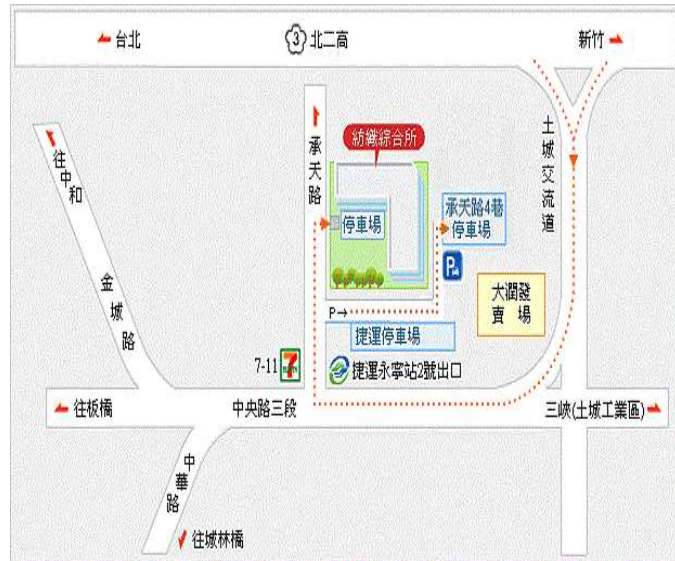 台北
3
北二高
新竹
往中和
金城路
承天路
紡織綜合所
停車場
承天路4巷
停車場
P
土城交流道
大潤發
賣場
P→
捷運停車場
7-11
7
捷運永寧站2號出口
往板橋
中央路三段
三峽(土城工業區)
中華路
往城林橋